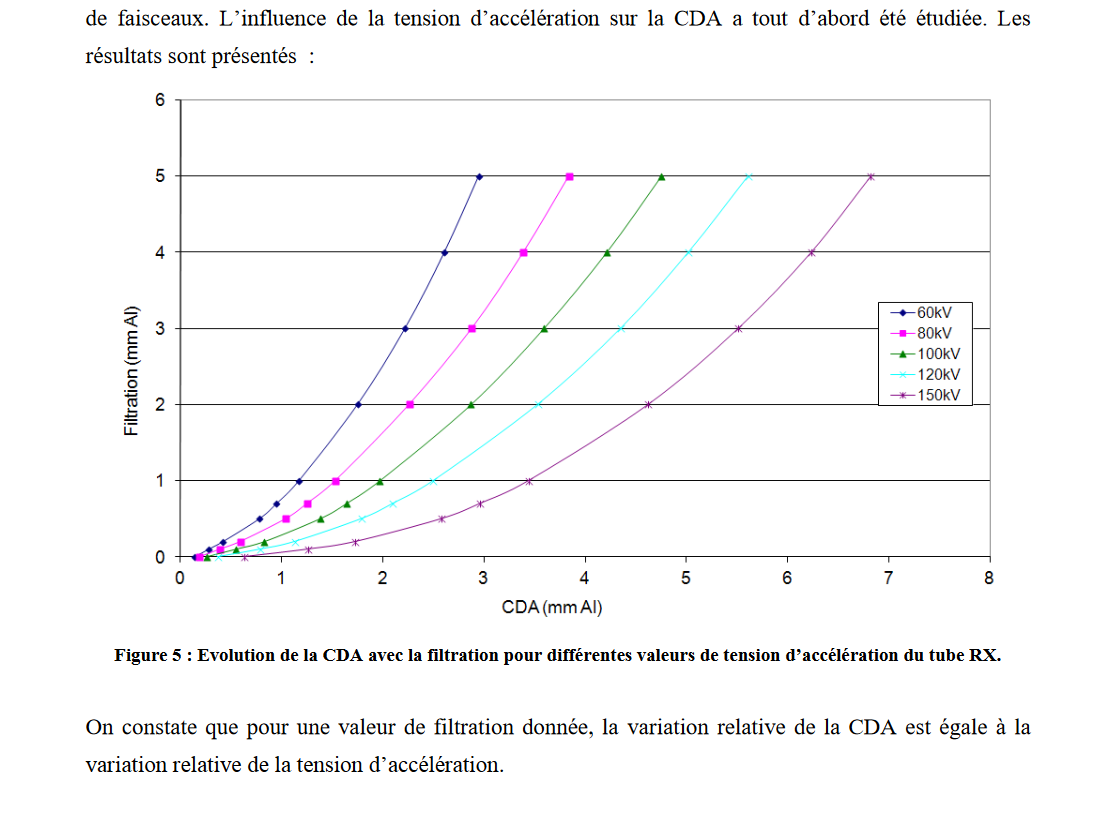 de faisceaux. L’influence de la tension d’accélération sur la CDA a tout d’abord été étudiée. Les
résultats sont présentés  :
6
5
4
3
2
1
0
Filtration (mm Al)
60kV
80kV
100kV
120kV
150kV
0 1 2 3 4 5 6 7 8
CDA (mm Al)
Figure 5 : Evolution de la CDA avec la filtration pour différentes valeurs de tension d’accélération du tube RX.
On constate que pour une valeur de filtration donnée, la variation relative de la CDA est égale à la
variation relative de la tension d’accélération.